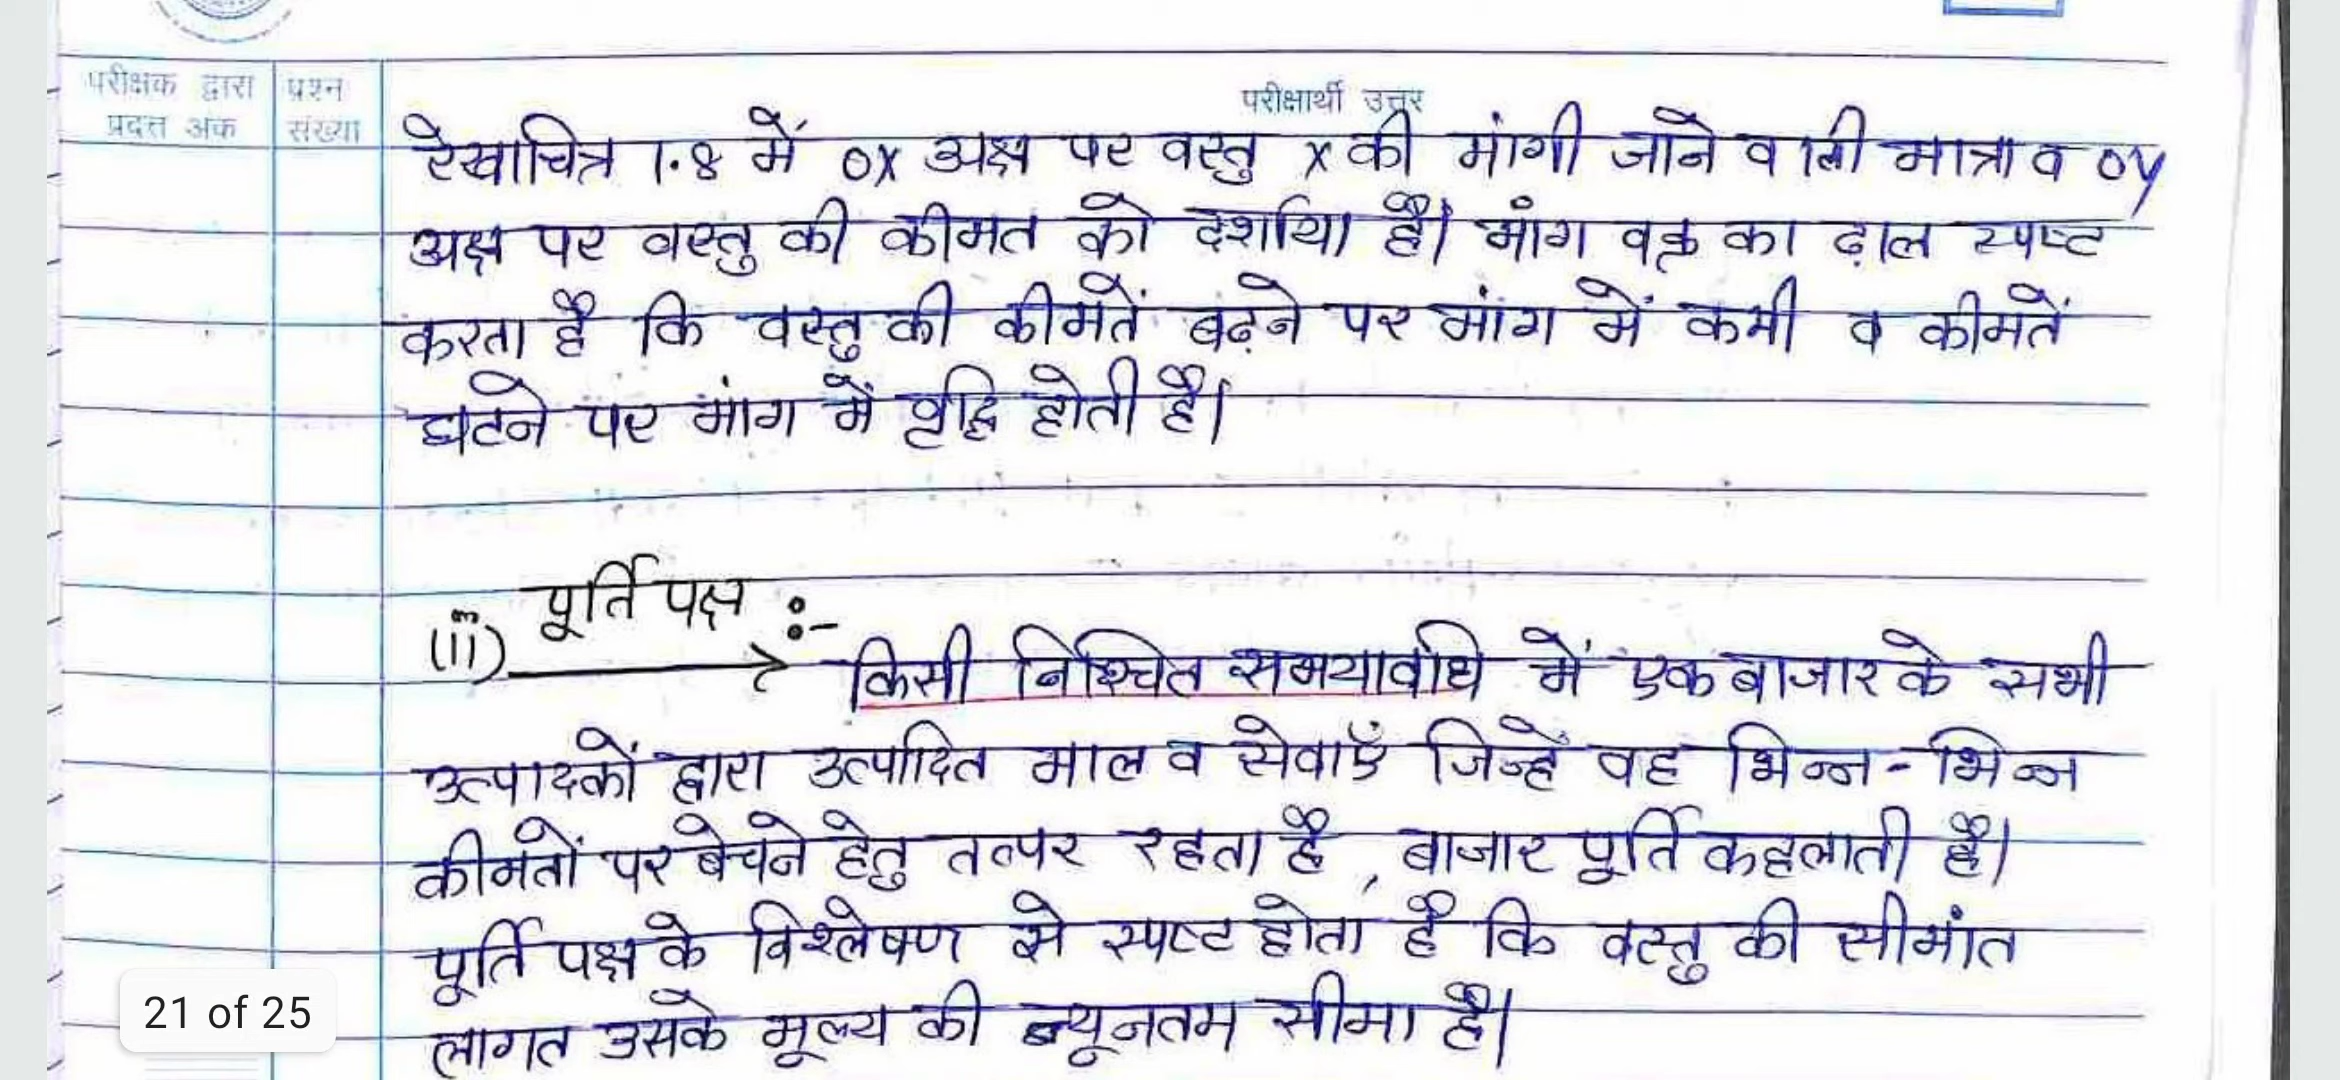 परीक्षक द्वारा
प्रदत्त अंक
प्रश्न
संख्या
परीक्षार्थी उत्तर
रेखाचित्र 1.8 में OX अक्ष पर वस्तु X की मांगी जाने वाली मात्रा व OY
अक्ष पर वस्तु की कीमत को दर्शाया है। मांग वक्र का ढ़ाल स्पष्ट
करता है कि वस्तु की कीमतें बढ़ने पर मांग में कमी व कीमतें
घटने पर मांग में वृद्धि होती है।
(ii) पूर्ति पक्ष :-
किसी निश्चित समयावधि में एक बाजार के सभी
उत्पादकों द्वारा उत्पादित माल व सेवाएँ जिन्हें वह भिन्न-भिन्न
कीमतों पर बेचने हेतु तत्पर रहता है, बाजार पूर्ति कहलाती है।
पूर्ति पक्ष के विश्लेषण से स्पष्ट होता है कि वस्तु की सीमांत
लागत उसके मूल्य की न्यूनतम सीमा है।
21 of 25